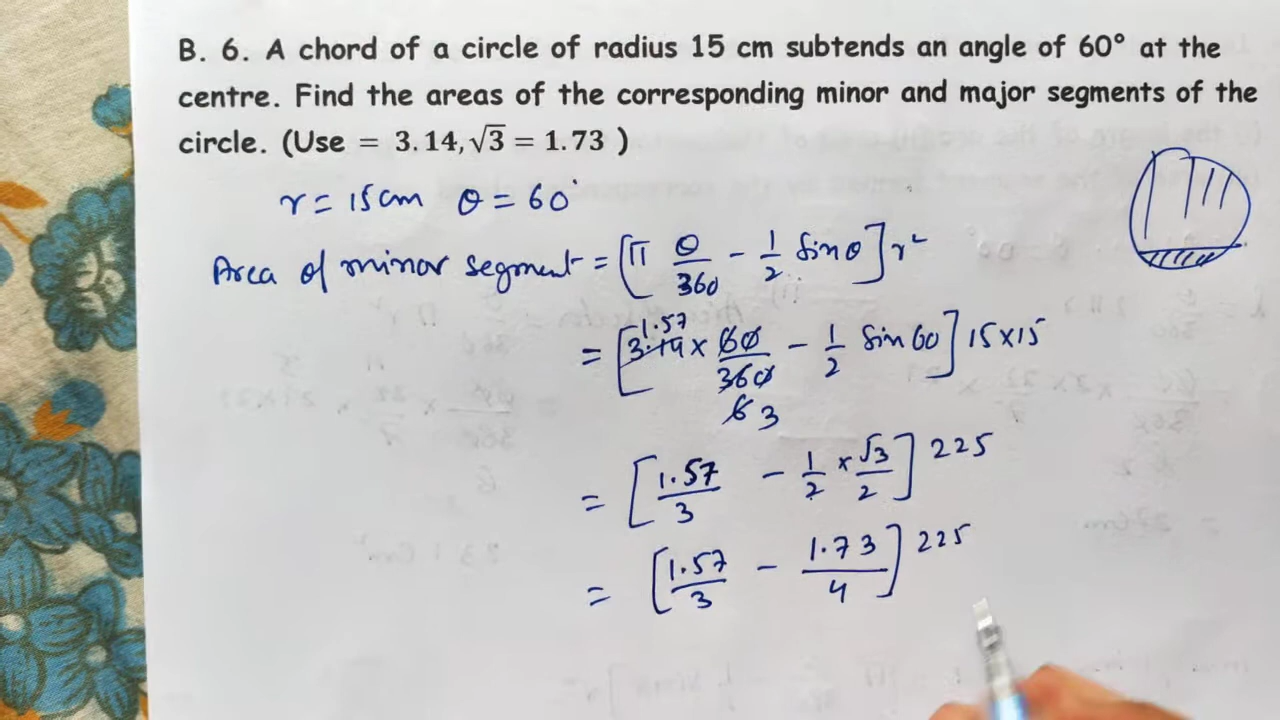 B. 6. A chord of a circle of radius 15 cm subtends an angle of 60° at the
centre. Find the areas of the corresponding minor and major segments of the
circle. (Use = 3.14, √3 = 1.73 )
r = 15cm θ = 60°
Area of minor segment = [π θ/360 - 1/2 Sinθ] r²
= [3.14 1.57 × 60/360 6 3 - 1/2 Sin 60] 15×15
= [1.57/3 - 1/2 × √3/2] 225
= [1.57/3 - 1.73/4] 225